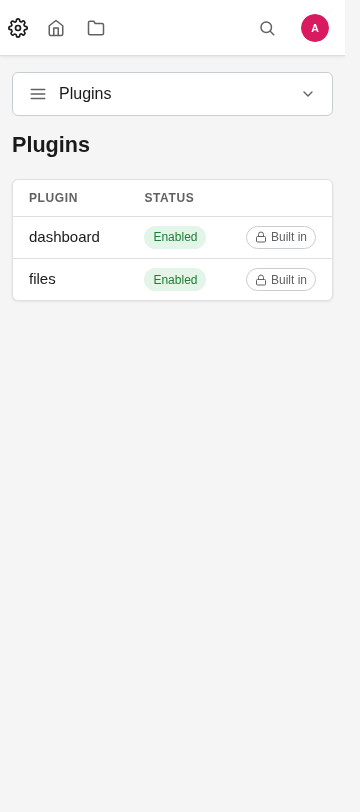 A
Plugins
Plugins
PLUGIN STATUS
dashboard Enabled Built in
files Enabled Built in